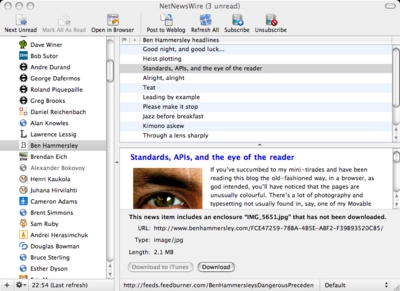 NetNewsWire (3 unread)
Next Unread
Mark All As Read
Open in Browser
Post to Weblog
Refresh All
Subscribe
Unsubscribe
Dave Winer
Bob Sutor
Andre Durand
George Dafermos
Roland Piquepaille
Greg Brooks
Daniel Reichenbach
Alan Knowles
Lawrence Lessig
Ben Hammersley
Brendan Eich
Alexander Bokovoy
Henri Kaukola
Juhana Hirvilahti
Cameron Adams
Brent Simmons
Sam Ruby
Andrei Herasimchuk
Douglas Bowman
Bruce Sterling
Esther Dyson
22:54 (Last refresh)
Ben Hammersley headlines
Good night, and good luck...
Heist plotting
Standards, APIs, and the eye of the reader
Alright, alright
Teat
Leading by example
Please make it stop
Jazz before breakfast
Kimono askew
Through a lens sharply
Standards, APIs, and the eye of the reader
If you've succumbed to my mini-tirades and have been
reading this blog the old-fashioned way, in a browser, as
god intended, you'll have noticed that the pages are
unusually colourful. There's a lot of photography and
typesetting not usually found in, say, one of my Movable
This news item includes an enclosure "IMG_5651.jpg" that has not been downloaded.
URL: http://www.benhammersley.com/FCE47259-78BA-4B5E-ABF2-F39B93520C85/
Type: image/jpg
Length: 2.1 MB
Download to iTunes
Download
http://feeds.feedburner.com/BenHammersleysDangerousPreceden
Default